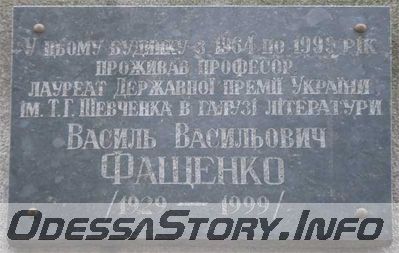 У цьому будинку з 1964 по 1995 рік
проживав професор
лауреат Державної премії України
ім. Т.Г. Шевченка в галузі літератури
Василь Васильович
Фащенко
/1929 — 1999/
OdessaStory.Info